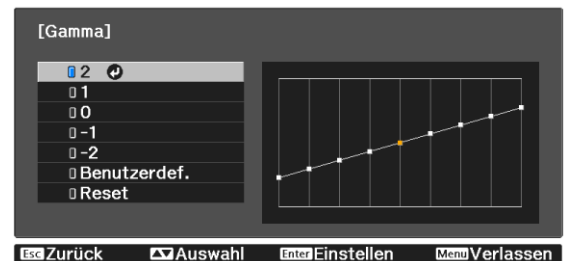 [Gamma]
2
1
0
-1
-2
Benutzerdef.
Reset
Esc Zurück Auswahl Enter Einstellen Menu Verlassen